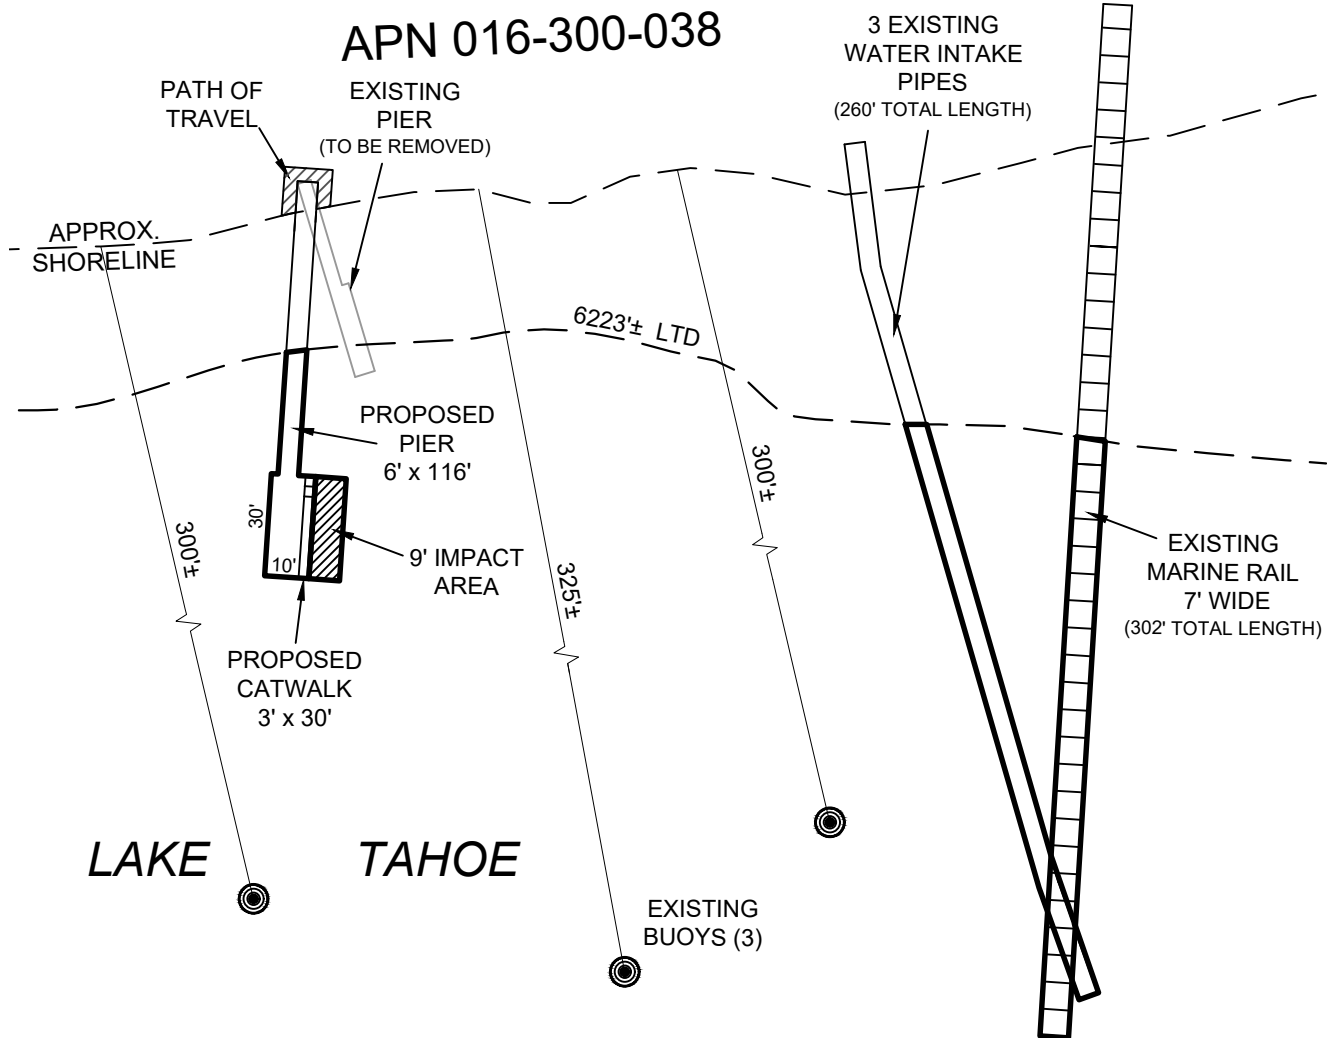 APN 016-300-038
3 EXISTING
WATER INTAKE
PIPES
(260' TOTAL LENGTH)
PATH OF
TRAVEL
EXISTING
PIER
(TO BE REMOVED)
APPROX.
SHORELINE
6223'± LTD
PROPOSED
PIER
6' x 116'
300'±
30'
10'
9' IMPACT
AREA
325'±
300'±
EXISTING
MARINE RAIL
7' WIDE
(302' TOTAL LENGTH)
PROPOSED
CATWALK
3' x 30'
LAKE TAHOE
EXISTING
BUOYS (3)